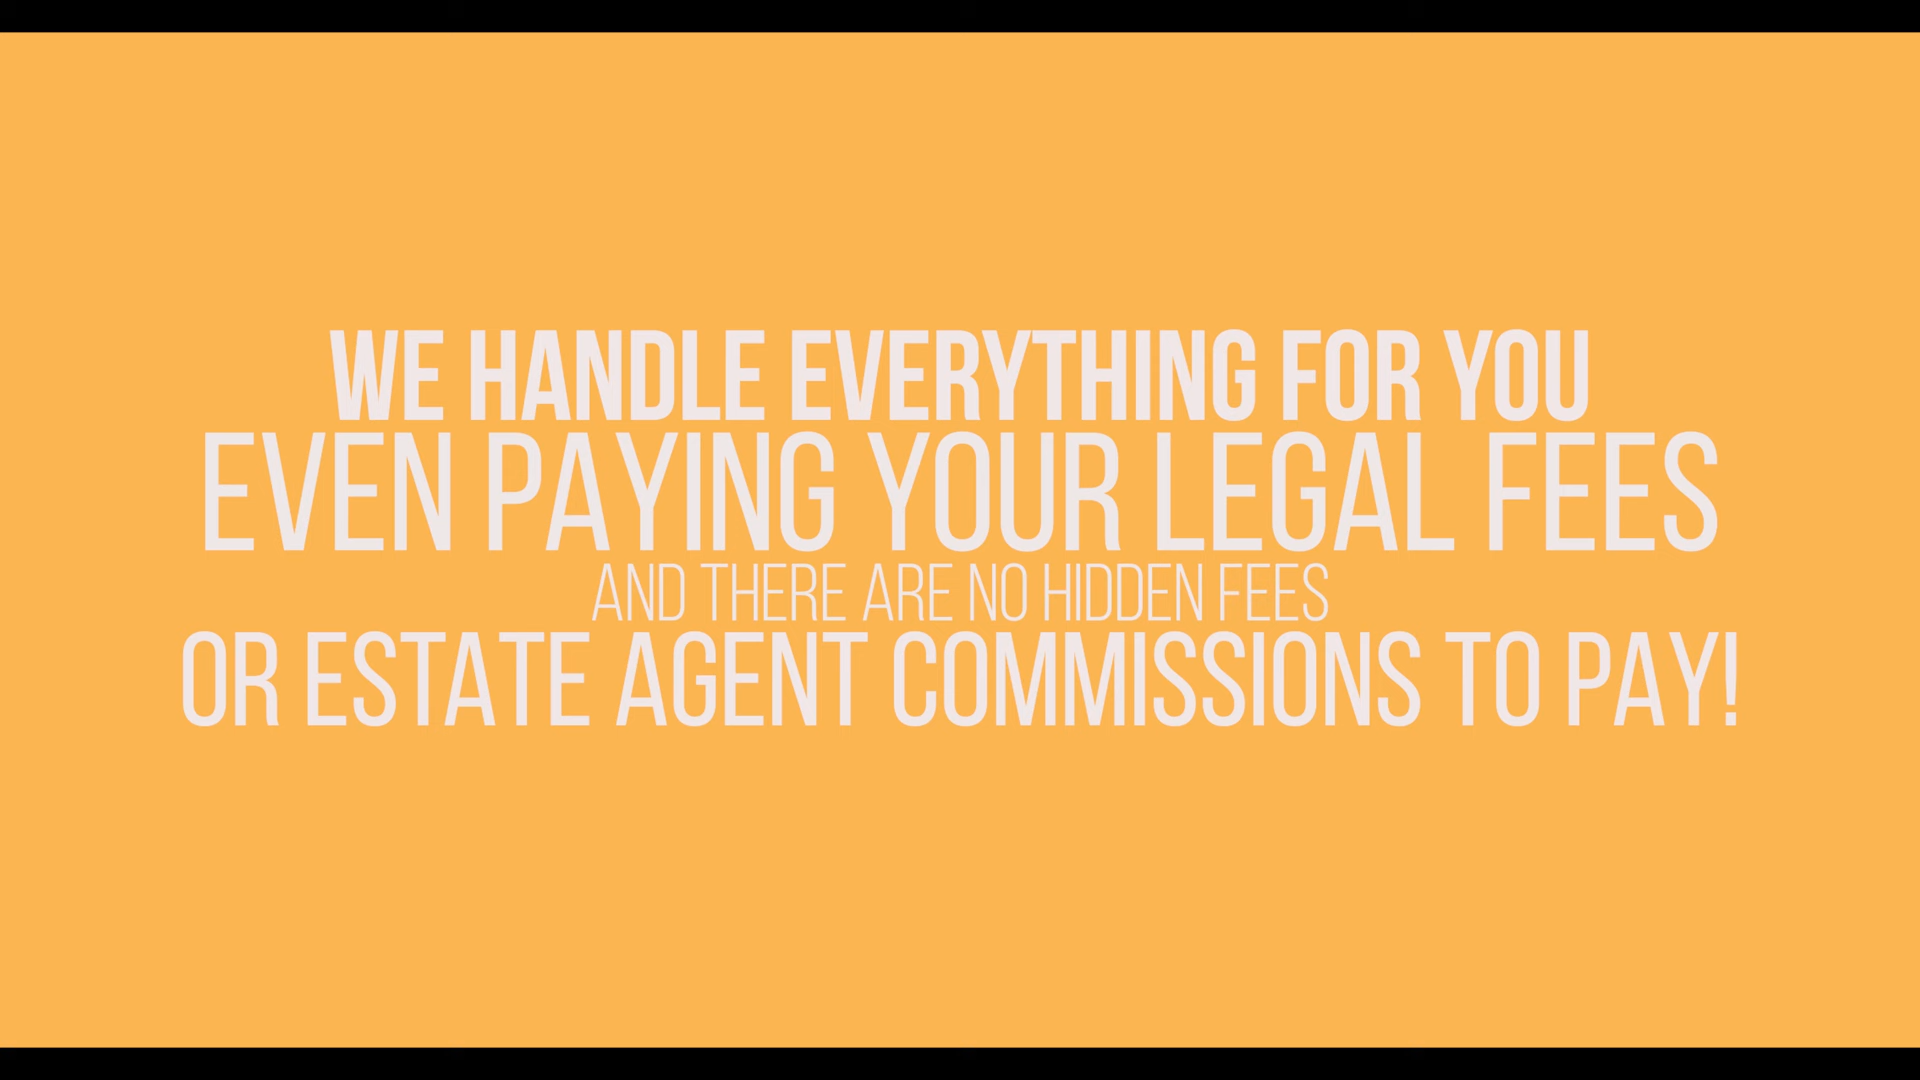 WE HANDLE EVERYTHING FOR YOU
EVEN PAYING YOUR LEGAL FEES
AND THERE ARE NO HIDDEN FEES
OR ESTATE AGENT COMMISSIONS TO PAY!